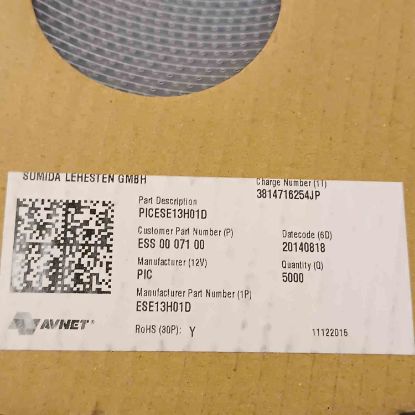 SUMIDA LEHESTEN GMBH
Charge Number (1T)
3814716254JP
Part Description
PICESE13H01D
Customer Part Number (P)
ESS 00 071 00
Datecode (6D)
20140818
Manufacturer (12V)
PIC
Quantity (Q)
5000
Manufacturer Part Number (1P)
ESE13H01D
AVNET®
RoHS (30P): Y
11122016